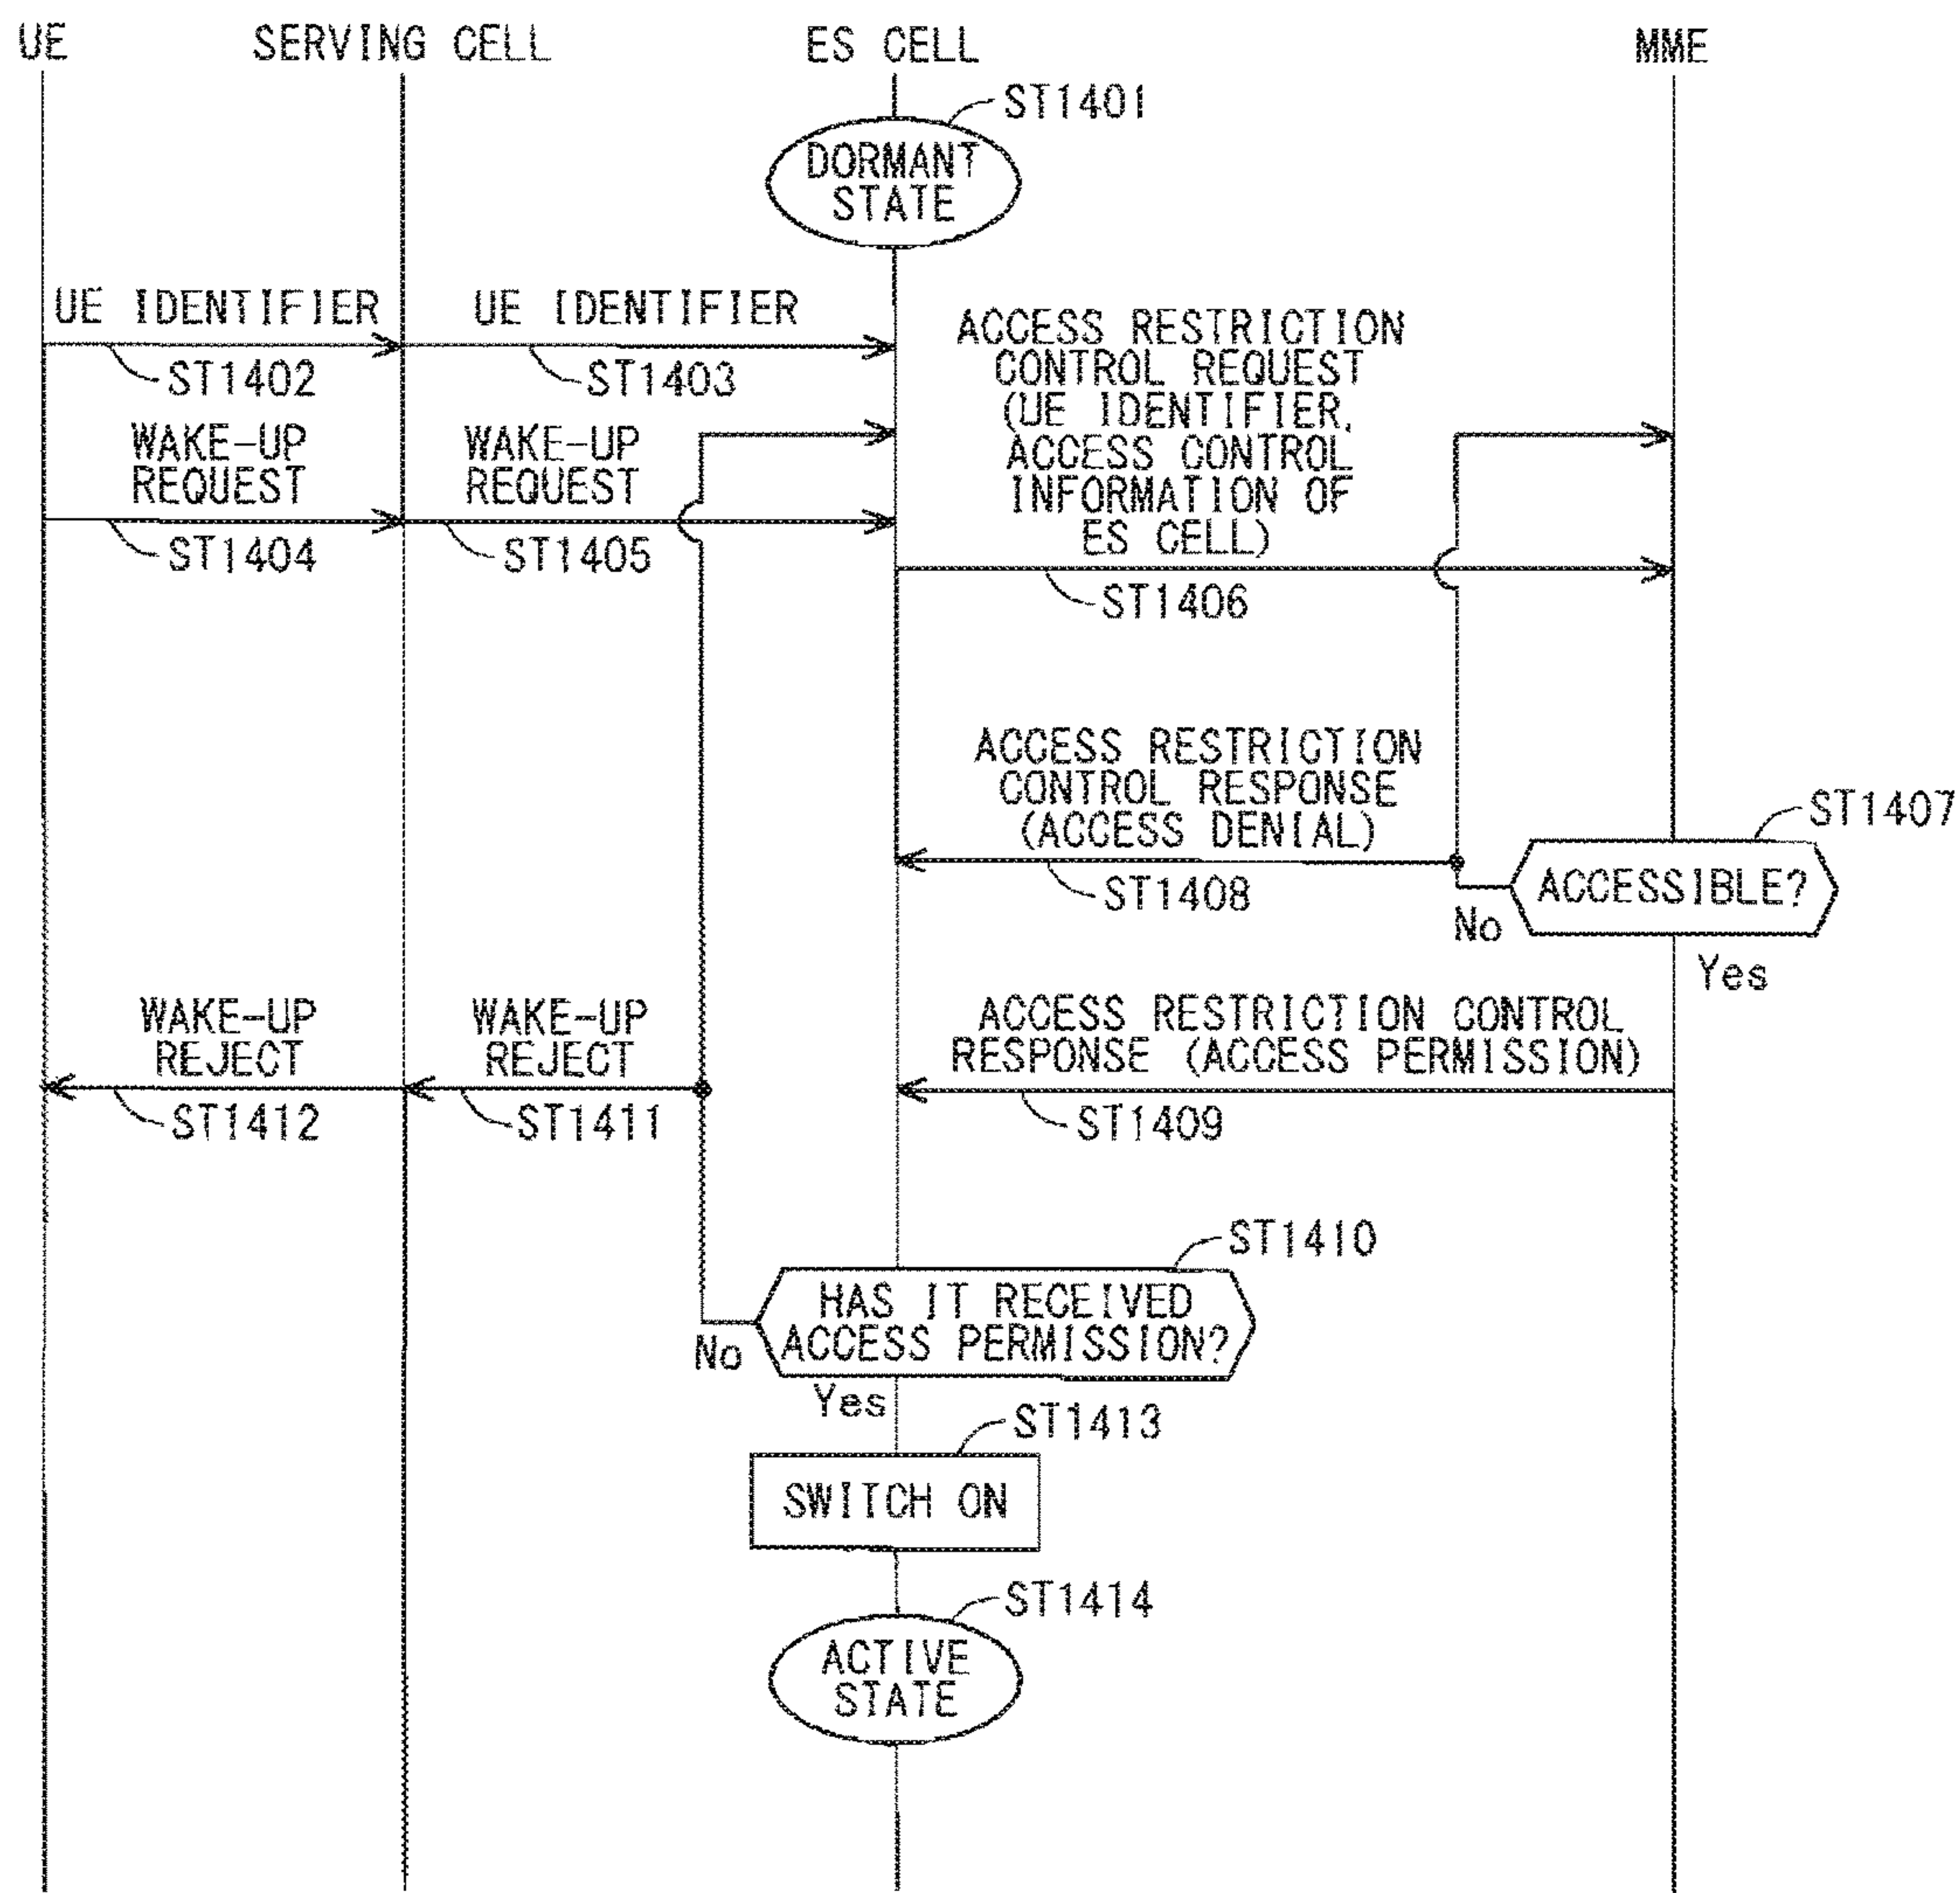 UE
SERVING CELL
ES CELL
MME
ST1401
DORMANT
STATE
UE IDENTIFIER
UE IDENTIFIER
ST1402
ST1403
ACCESS RESTRICTION
CONTROL REQUEST
(UE IDENTIFIER,
ACCESS CONTROL
INFORMATION OF
ES CELL)
WAKE-UP
REQUEST
WAKE-UP
REQUEST
ST1404
ST1405
ST1406
ACCESS RESTRICTION
CONTROL RESPONSE
(ACCESS DENIAL)
ST1407
ACCESSIBLE?
ST1408
No
Yes
WAKE-UP
REJECT
WAKE-UP
REJECT
ACCESS RESTRICTION CONTROL
RESPONSE (ACCESS PERMISSION)
ST1412
ST1411
ST1409
ST1410
HAS IT RECEIVED
ACCESS PERMISSION?
No
Yes
ST1413
SWITCH ON
ST1414
ACTIVE
STATE